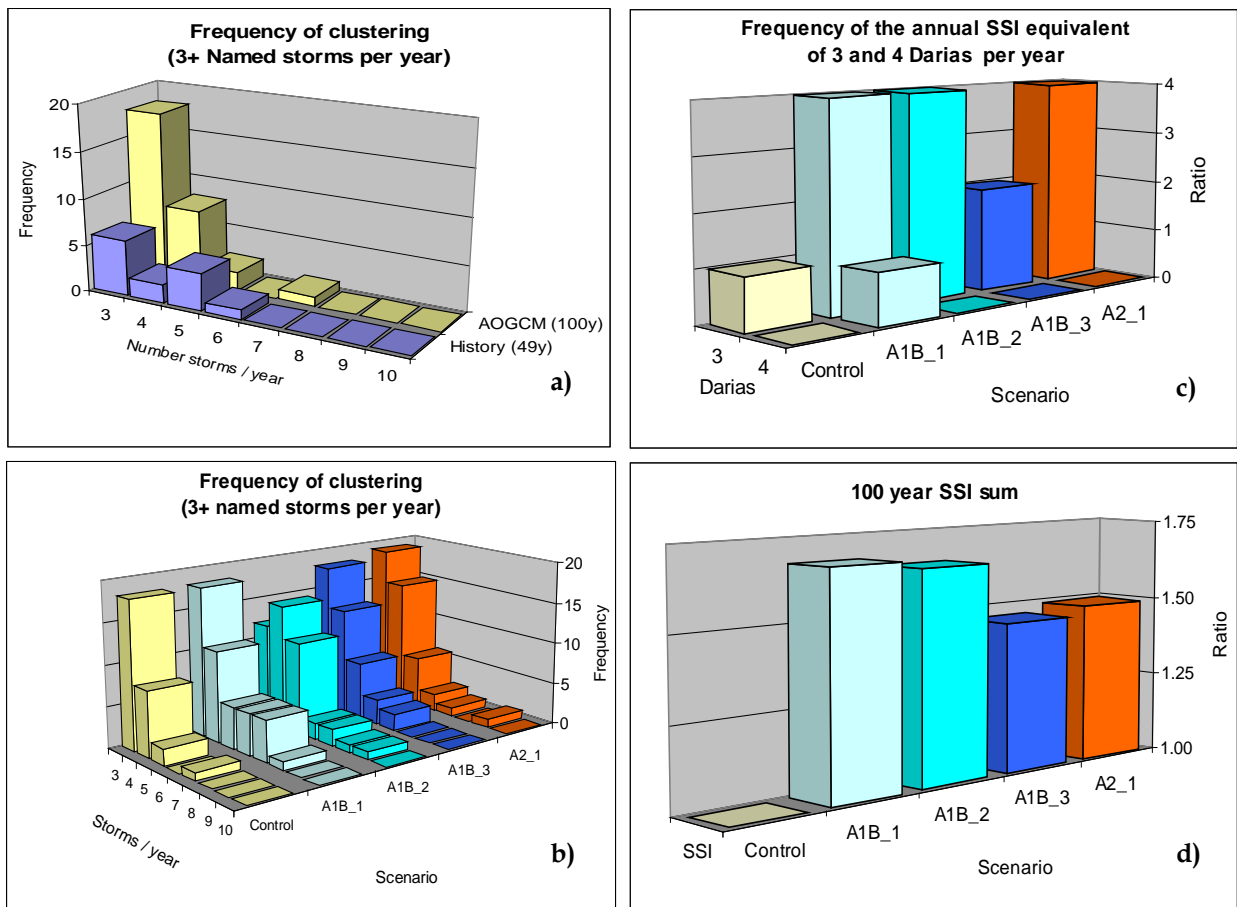 Frequency of clustering
(3+ Named storms per year)
20
15
10
5
0
Frequency
3
4
5
6
7
8
9
10
Number storms / year
AOGCM (100y)
History (49y)
a)
Frequency of the annual SSI equivalent
of 3 and 4 Darias per year
4
3
2
1
0
Ratio
3
4
Darias
Control
A1B_1
A1B_2
A1B_3
A2_1
Scenario
c)
Frequency of clustering
(3+ named storms per year)
20
15
10
5
0
Frequency
3
4
5
6
7
8
9
10
Storms / year
Control
A1B_1
A1B_2
A1B_3
A2_1
Scenario
b)
100 year SSI sum
1.75
1.50
1.25
1.00
Ratio
SSI
Control
A1B_1
A1B_2
A1B_3
A2_1
Scenario
d)